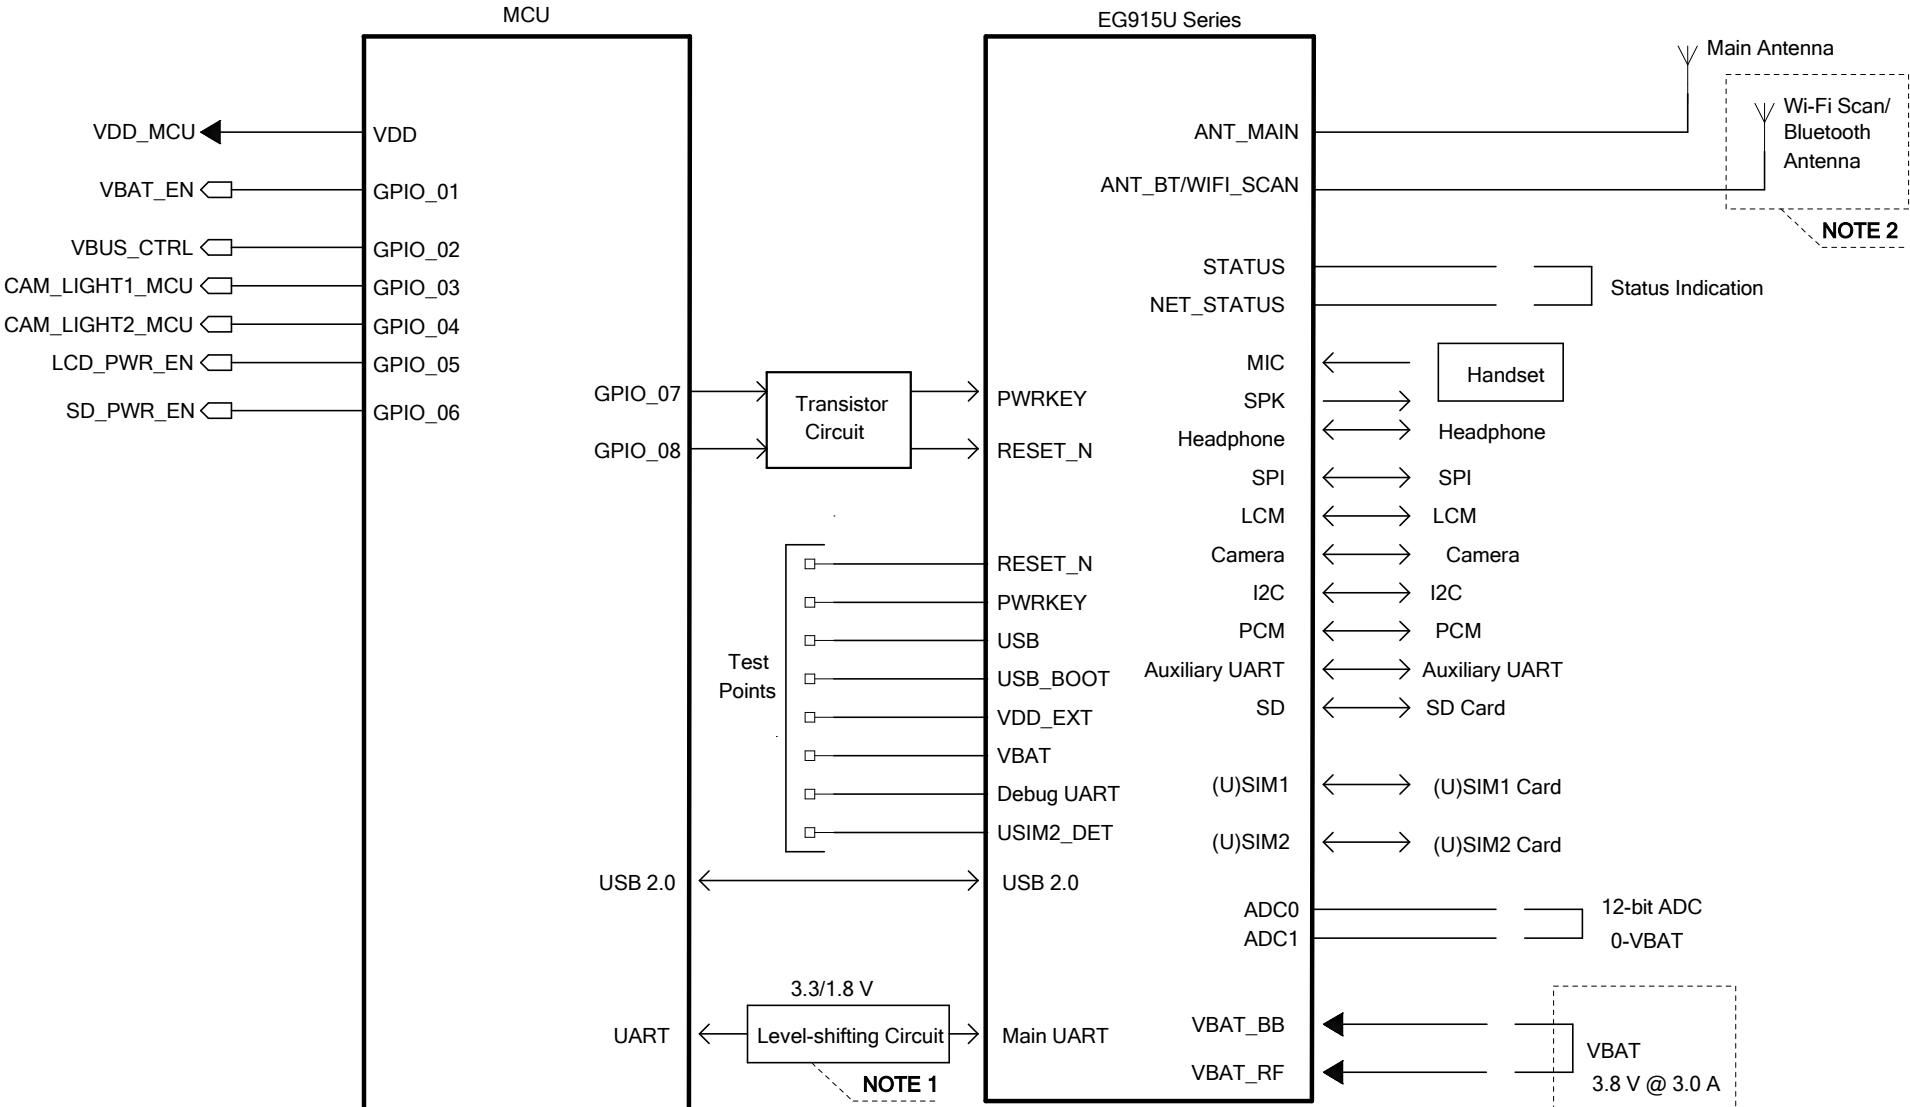 MCU
EG915U Series
VDD_MCU
VBAT_EN
VBUS_CTRL
CAM_LIGHT1_MCU
CAM_LIGHT2_MCU
LCD_PWR_EN
SD_PWR_EN
VDD
GPIO_01
GPIO_02
GPIO_03
GPIO_04
GPIO_05
GPIO_06
GPIO_07
GPIO_08
USB 2.0
UART
Transistor
Circuit
Test
Points
3.3/1.8 V
Level-shifting Circuit
NOTE 1
PWRKEY
RESET_N
RESET_N
PWRKEY
USB
USB_BOOT
VDD_EXT
VBAT
Debug UART
USIM2_DET
USB 2.0
Main UART
ANT_MAIN
ANT_BT/WIFI_SCAN
STATUS
NET_STATUS
MIC
SPK
Headphone
SPI
LCM
Camera
I2C
PCM
Auxiliary UART
SD
(U)SIM1
(U)SIM2
ADC0
ADC1
VBAT_BB
VBAT_RF
Main Antenna
Wi-Fi Scan/
Bluetooth
Antenna
NOTE 2
Status Indication
Handset
Headphone
SPI
LCM
Camera
I2C
PCM
Auxiliary UART
SD Card
(U)SIM1 Card
(U)SIM2 Card
12-bit ADC
0-VBAT
VBAT
3.8 V @ 3.0 A